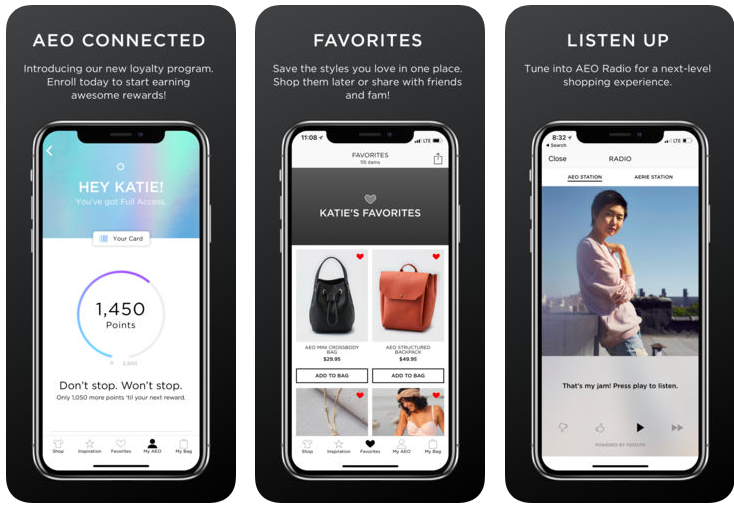 AEO CONNECTED
Introducing our new loyalty program.
Enroll today to start earning
awesome rewards!
HEY KATIE!
You've got Full Access.
Your Card
1,450
Points
0
Don't stop. Won't stop.
Only 1,050 more points 'til your next reward.
Shop
Inspiration
Favorites
My AEO
My Bag
FAVORITES
Save the styles you love in one place.
Shop them later or share with friends
and fam!
11:08
LTE
FAVORITES
115 items
KATIE'S FAVORITES
AEO MINI CROSSBODY
BAG
$29.95
ADD TO BAG
AEO STRUCTURED
BACKPACK
$49.95
ADD TO BAG
Shop
Inspiration
Favorites
My AEO
My Bag
LISTEN UP
Tune into AEO Radio for a next-level
shopping experience.
8:32
LTE
Search
Close
RADIO
AEO STATION
AERIE STATION
That's my jam! Press play to listen.